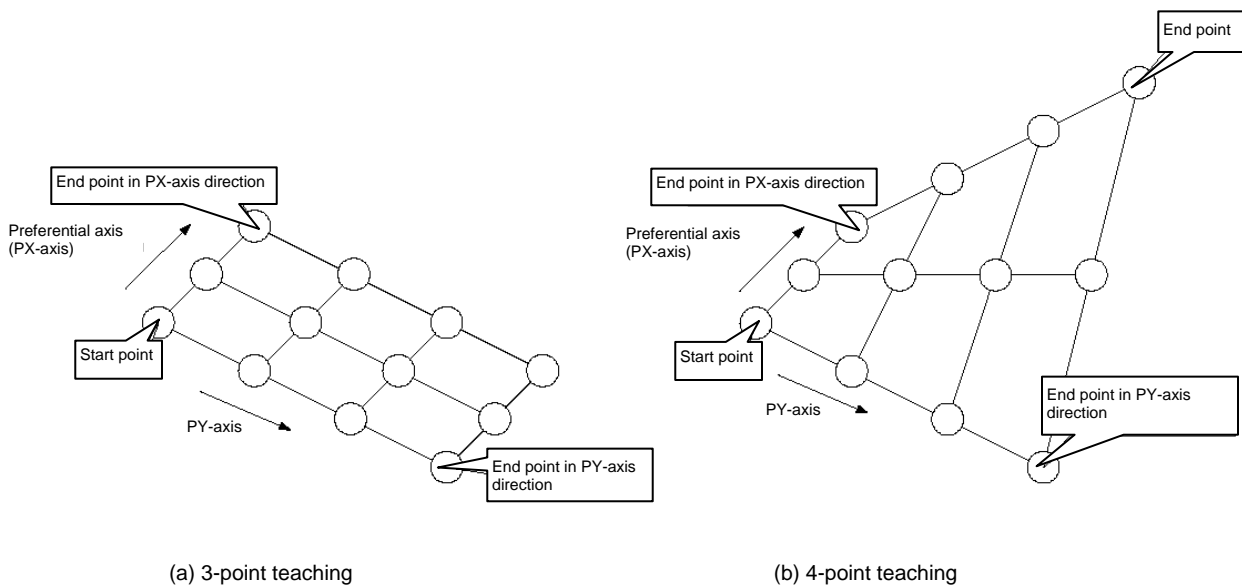 End point in PX-axis direction
Preferential axis
(PX-axis)
Start point
PY-axis
End point in PY-axis
direction
(a) 3-point teaching
End point
End point in PX-axis direction
Preferential axis
(PX-axis)
Start point
PY-axis
End point in PY-axis
direction
(b) 4-point teaching